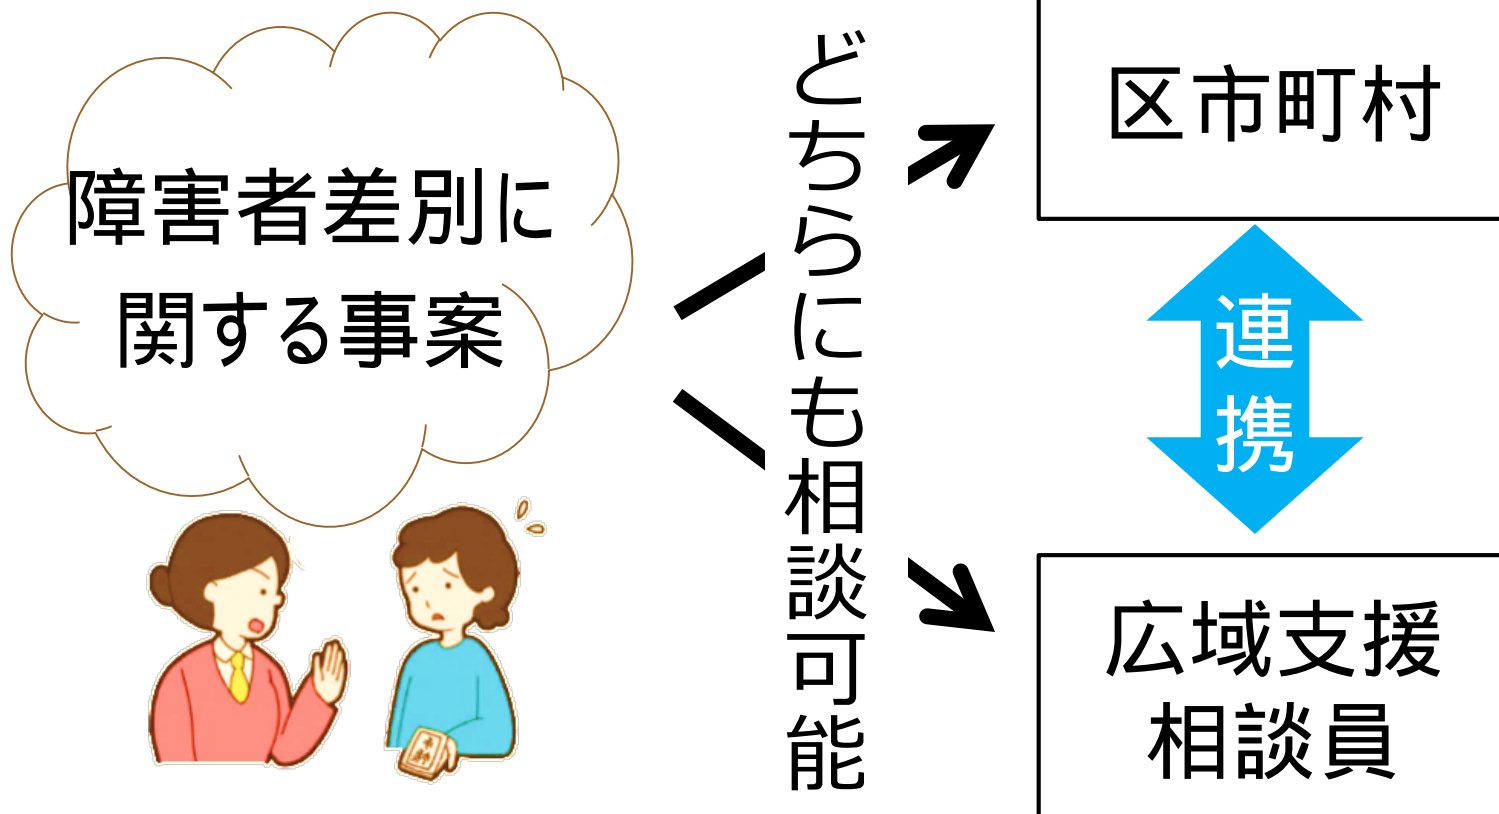 障害者差別に
関する事案
どちらにも相談可能
区市町村
連
携
広域支援
相談員